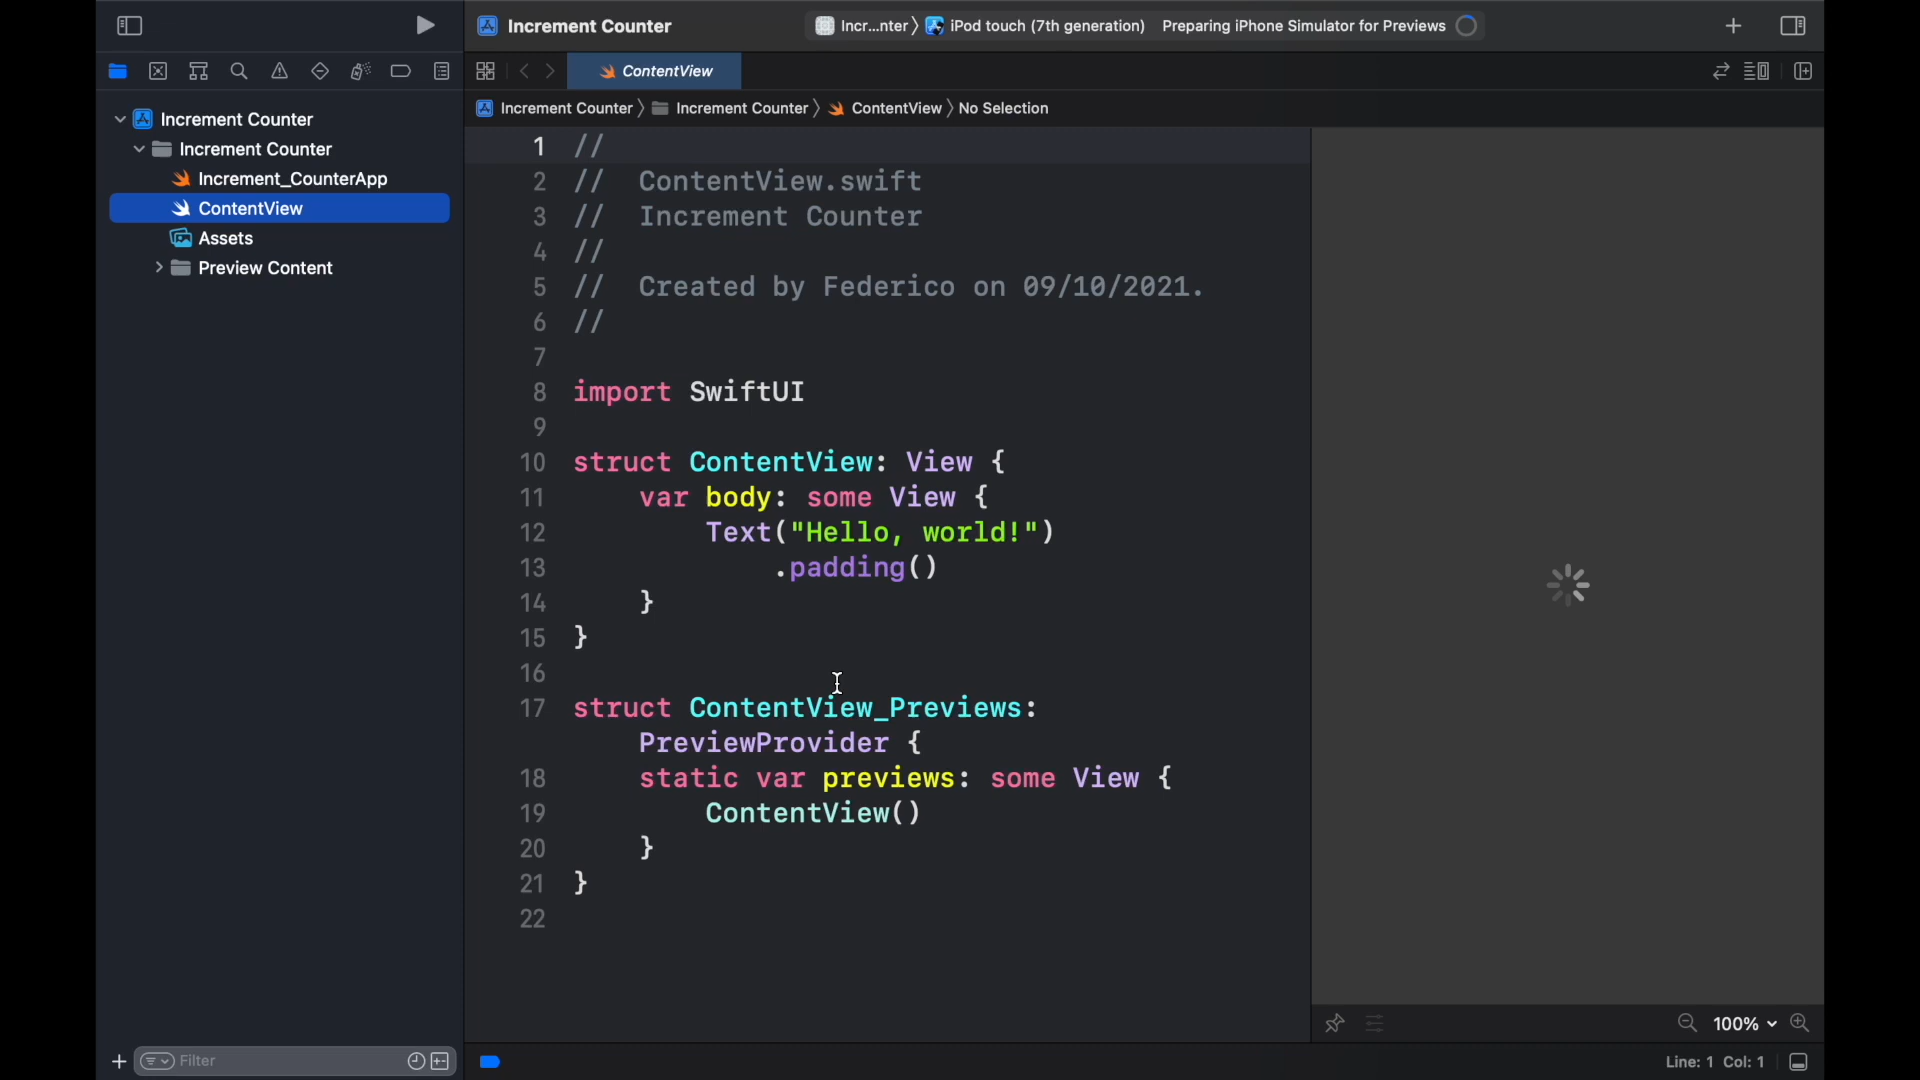 Increment Counter
Incr...nter
iPod touch (7th generation)
Preparing iPhone Simulator for Previews
ContentView
Increment Counter
Increment Counter
ContentView
No Selection
Increment Counter
Increment Counter
Increment_CounterApp
ContentView
Assets
Preview Content
1 //
2 //  ContentView.swift
3 //  Increment Counter
4 //
5 //  Created by Federico on 09/10/2021.
6 //
7
8 import SwiftUI
9
10 struct ContentView: View {
11     var body: some View {
12         Text("Hello, world!")
13             .padding()
14     }
15 }
16
17 struct ContentView_Previews:
PreviewProvider {
18     static var previews: some View {
19         ContentView()
20     }
21 }
22
100%
Filter
Line: 1 Col: 1